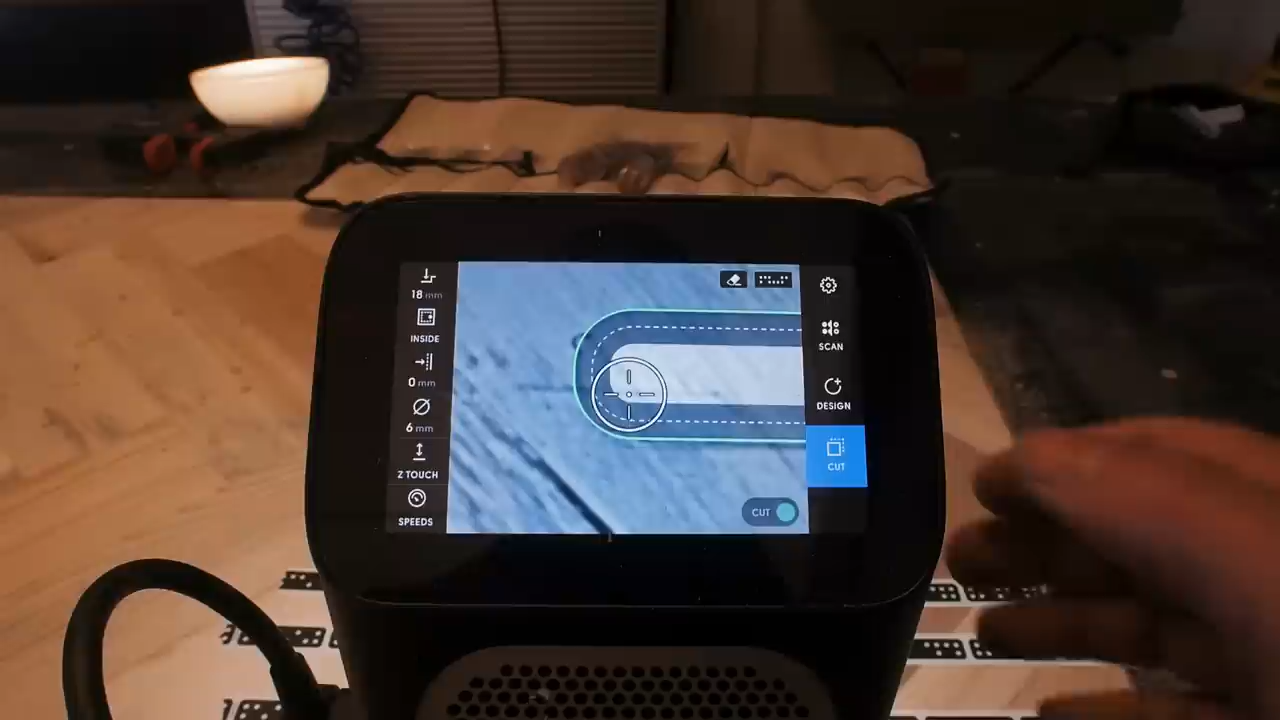 18 mm
INSIDE
0 mm
6 mm
Z TOUCH
SPEEDS
SCAN
DESIGN
CUT
CUT